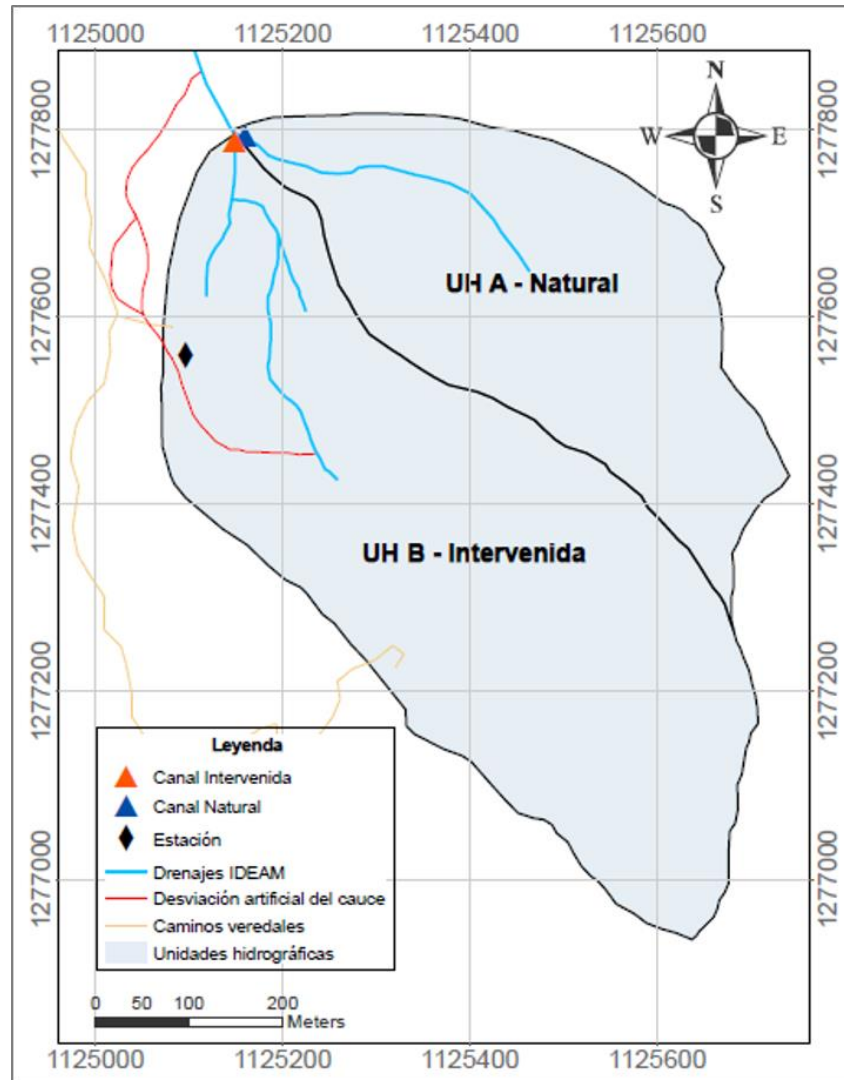 1125000 1125200 1125400 1125600
1277800 1277800
N
W E
S
UH A - Natural
1277600 1277600
1277400 1277400
UH B - Intervenida
1277200 1277200
Leyenda
Canal Intervenida
Canal Natural
Estación
Drenajes IDEAM
Desviación artificial del cauce
Caminos veredales
Unidades hidrográficas
1277000 1277000
0 50 100 200
Meters
1125000 1125200 1125400 1125600